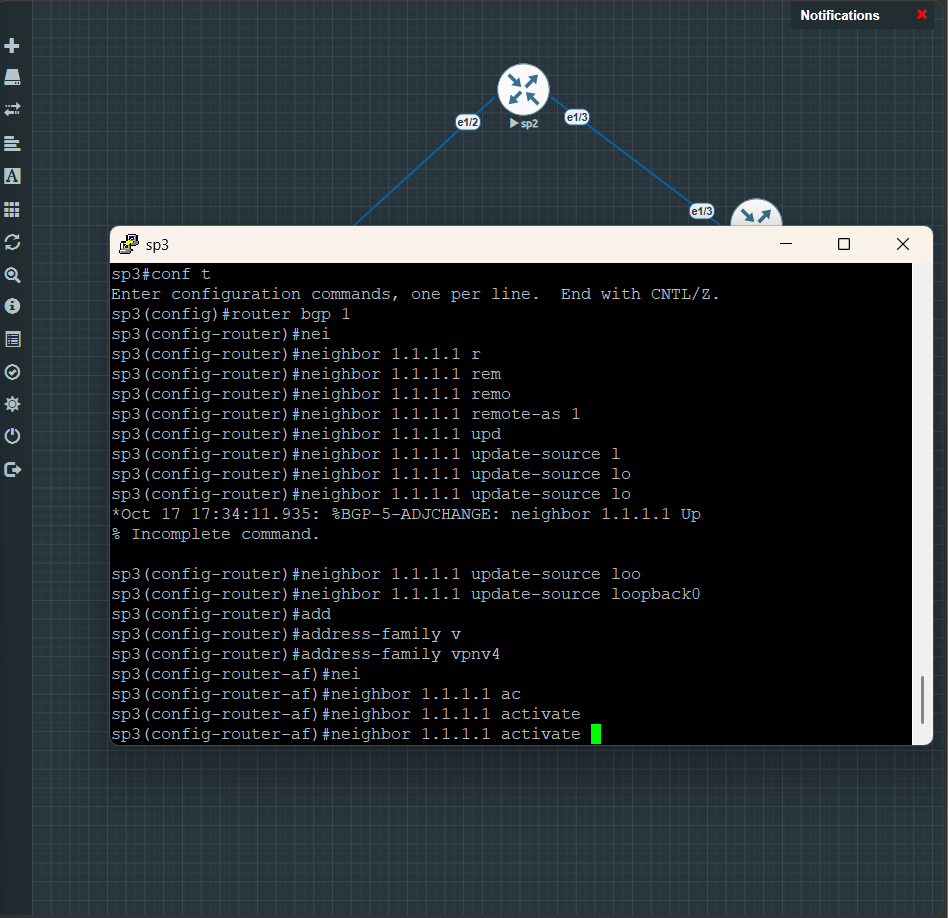 Notifications
e1/2
e1/3
sp2
e1/3
sp3
sp3#conf t
Enter configuration commands, one per line.  End with CNTL/Z.
sp3(config)#router bgp 1
sp3(config-router)#nei
sp3(config-router)#neighbor 1.1.1.1 r
sp3(config-router)#neighbor 1.1.1.1 rem
sp3(config-router)#neighbor 1.1.1.1 remo
sp3(config-router)#neighbor 1.1.1.1 remote-as 1
sp3(config-router)#neighbor 1.1.1.1 upd
sp3(config-router)#neighbor 1.1.1.1 update-source l
sp3(config-router)#neighbor 1.1.1.1 update-source lo
sp3(config-router)#neighbor 1.1.1.1 update-source lo
*Oct 17 17:34:11.935: %BGP-5-ADJCHANGE: neighbor 1.1.1.1 Up
% Incomplete command.
sp3(config-router)#neighbor 1.1.1.1 update-source loo
sp3(config-router)#neighbor 1.1.1.1 update-source loopback0
sp3(config-router)#add
sp3(config-router)#address-family v
sp3(config-router)#address-family vpnv4
sp3(config-router-af)#nei
sp3(config-router-af)#neighbor 1.1.1.1 ac
sp3(config-router-af)#neighbor 1.1.1.1 activate
sp3(config-router-af)#neighbor 1.1.1.1 activate